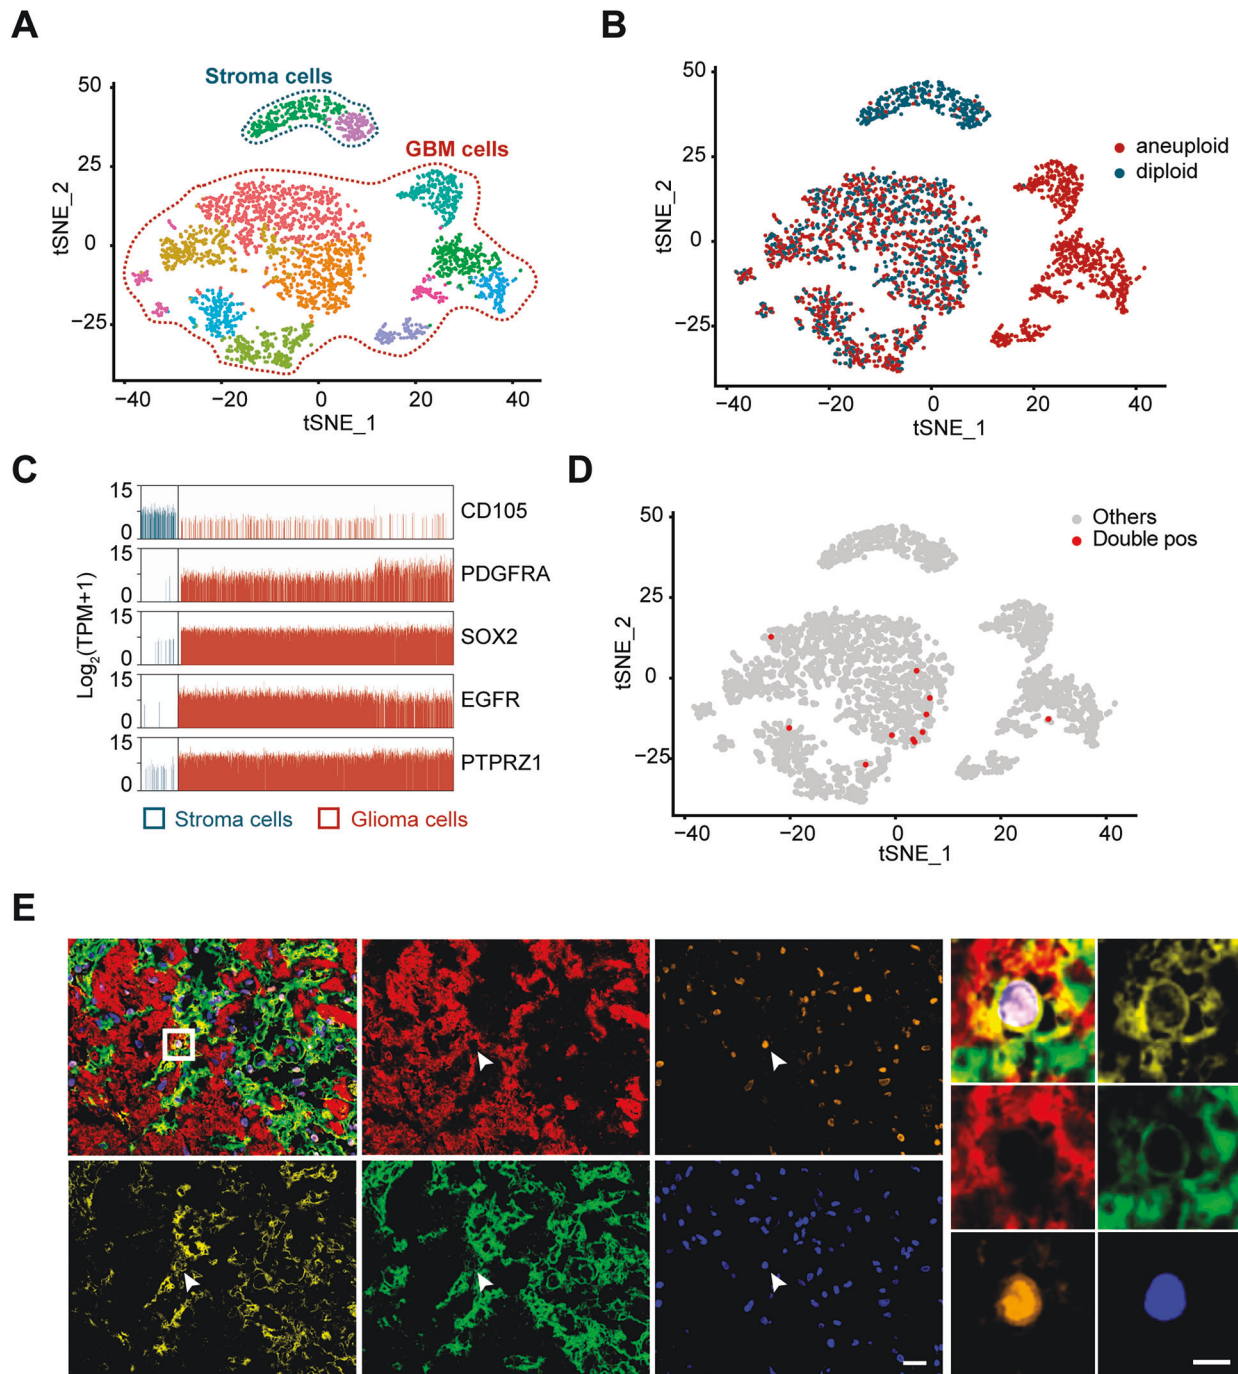 A
Stroma cells
GBM cells
50
25
0
−25
tSNE_2
−40
−20
0
20
40
tSNE_1
B
50
25
0
−25
tSNE_2
aneuploid
diploid
−40
−20
0
20
40
tSNE_1
C
Log2(TPM+1)
15
0
CD105
15
0
PDGFRA
15
0
SOX2
15
0
EGFR
15
0
PTPRZ1
Stroma cells
Glioma cells
D
50
25
0
−25
tSNE_2
Others
Double pos
−40
−20
0
20
40
tSNE_1
E